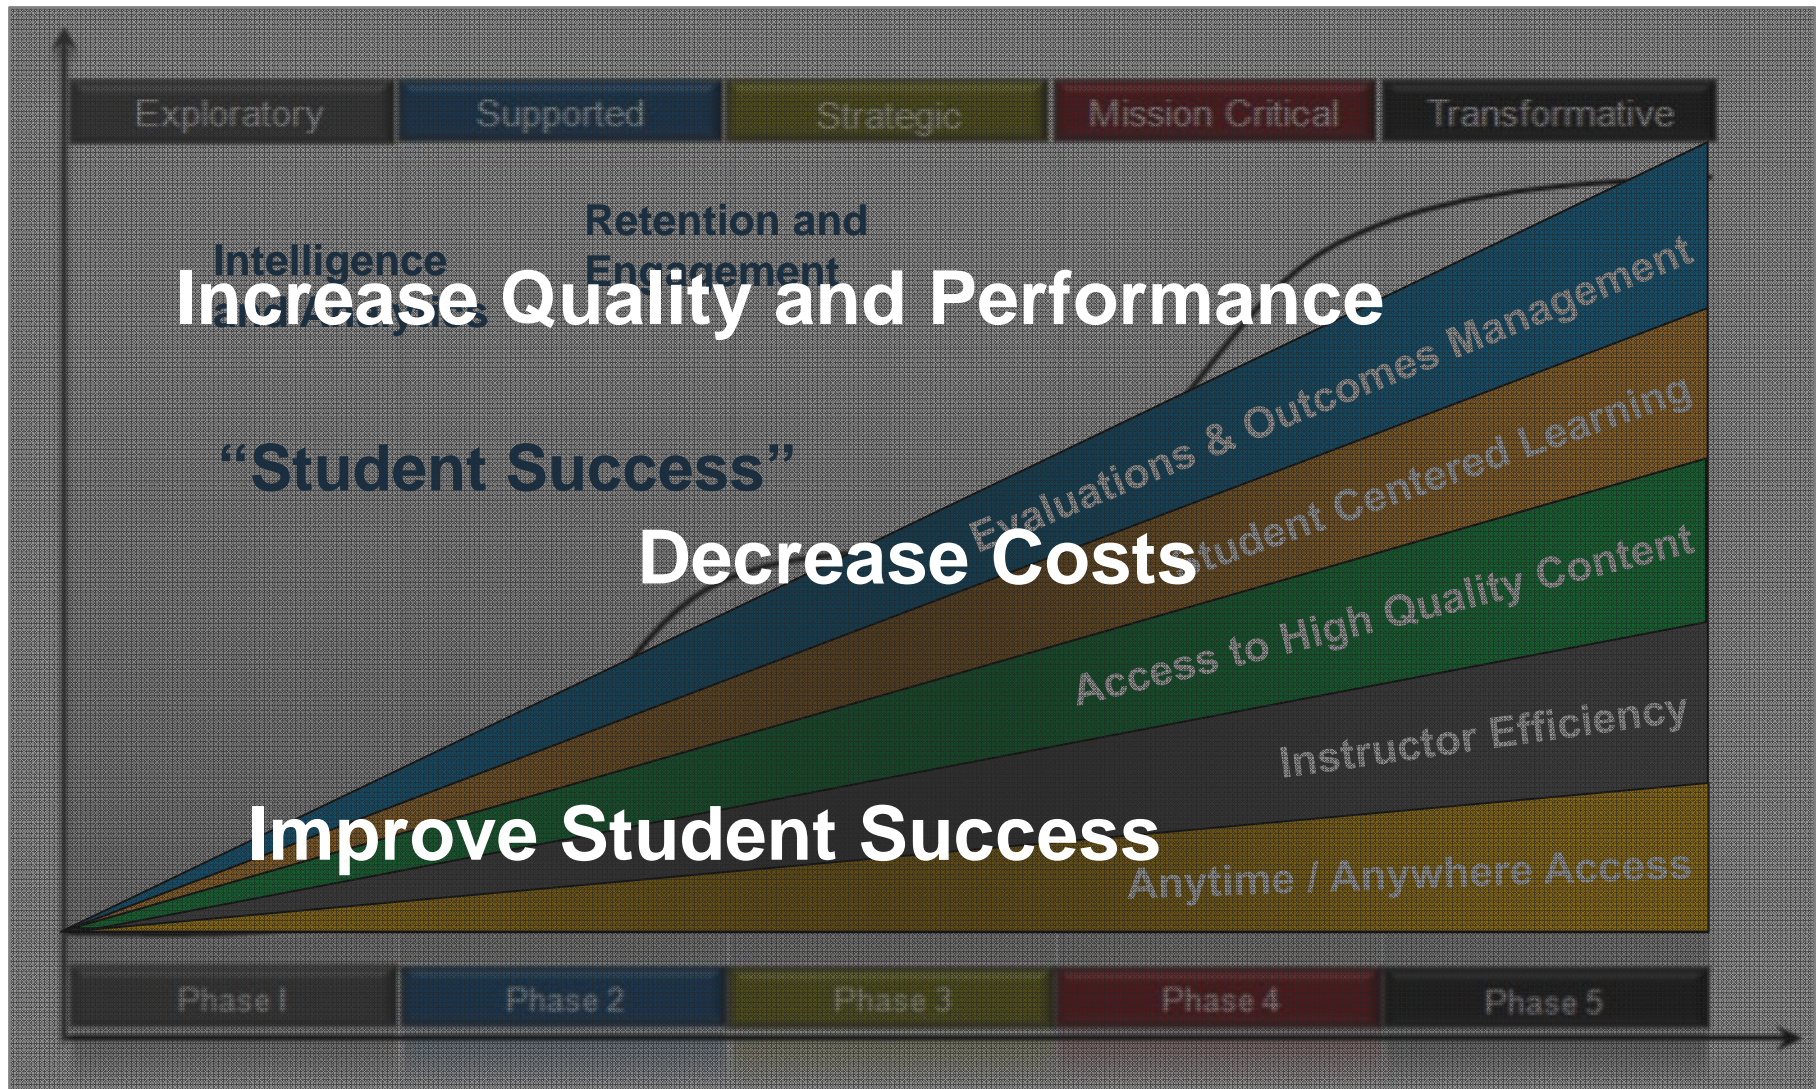 Exploratory
Supported
Strategic
Mission Critical
Transformative
Retention and
Engagement
Intelligence
and Analytics
Increase Quality and Performance
“Student Success”
Decrease Costs
Improve Student Success
Evaluations & Outcomes Management
Student Centered Learning
Access to High Quality Content
Instructor Efficiency
Anytime / Anywhere Access
Phase I
Phase 2
Phase 3
Phase 4
Phase 5